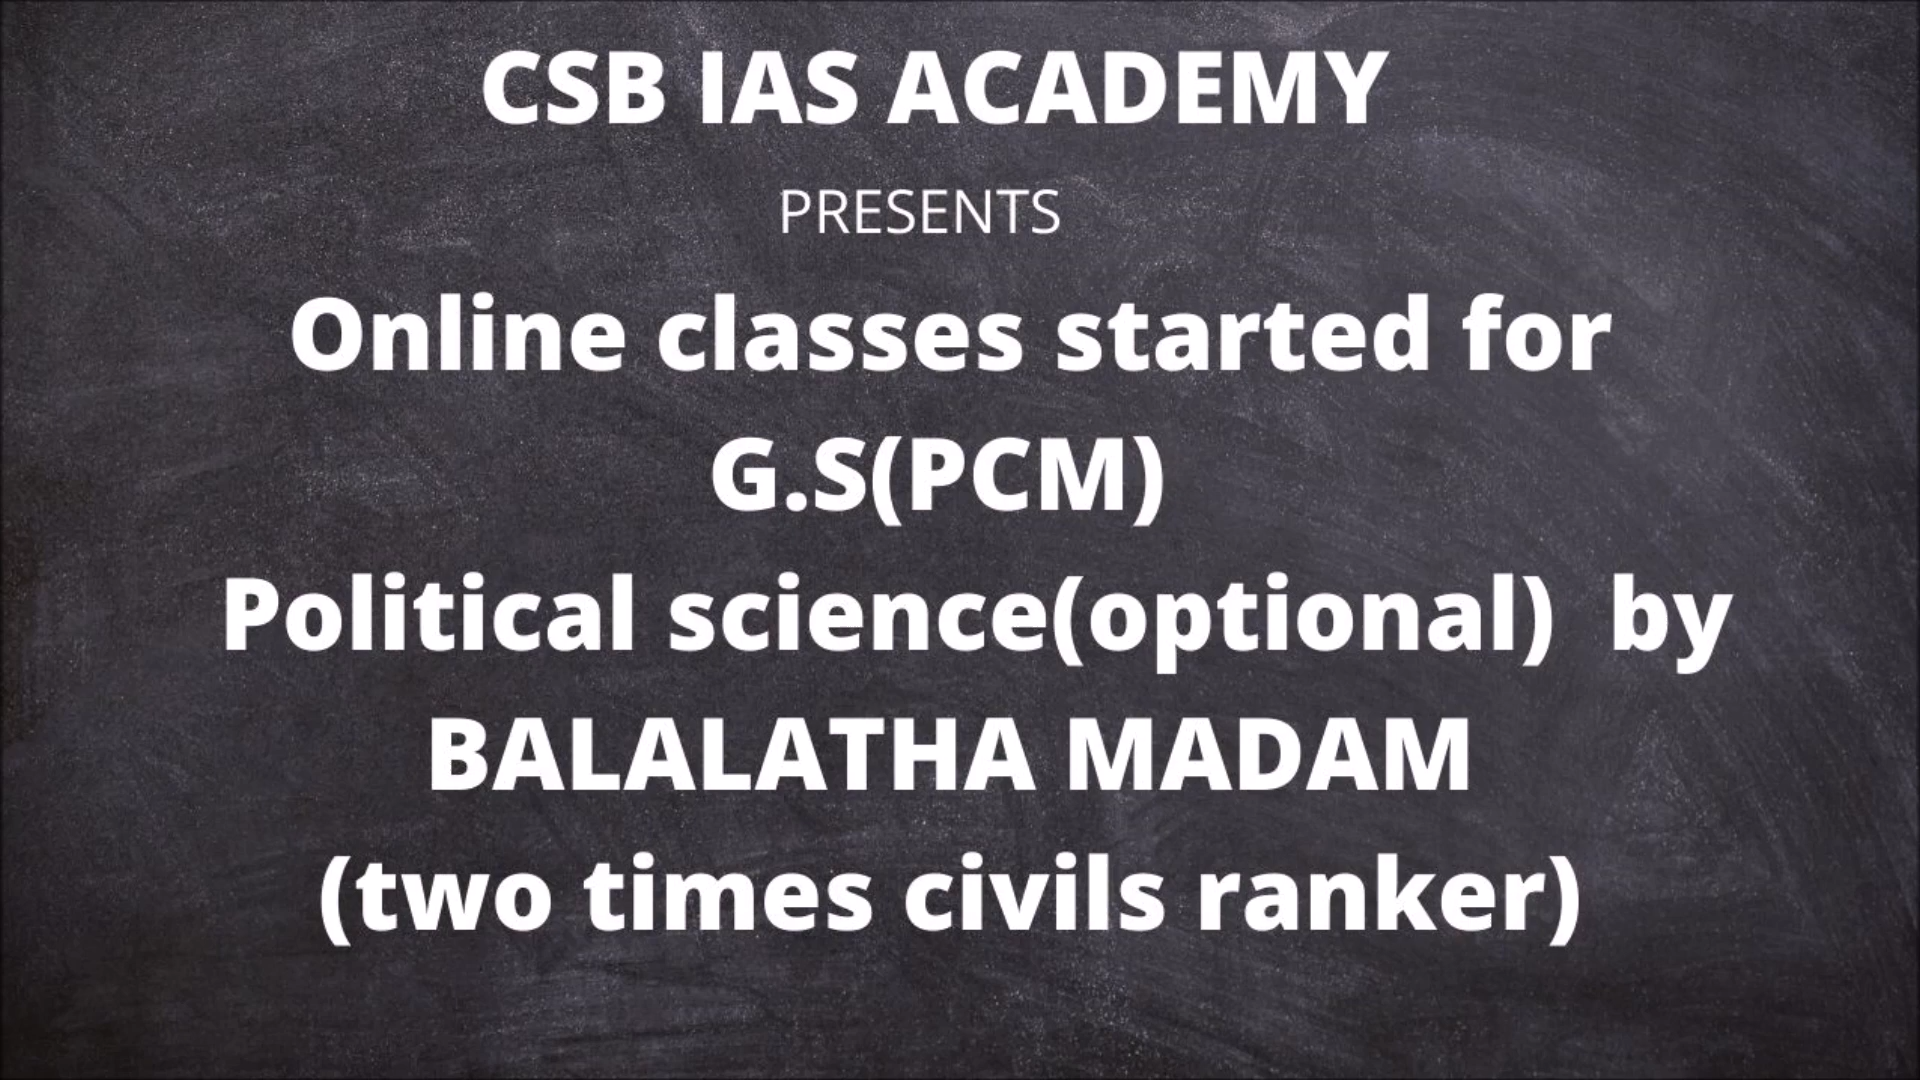 CSB IAS ACADEMY
PRESENTS
Online classes started for
G.S(PCM)
Political science(optional)  by
BALALATHA MADAM
(two times civils ranker)